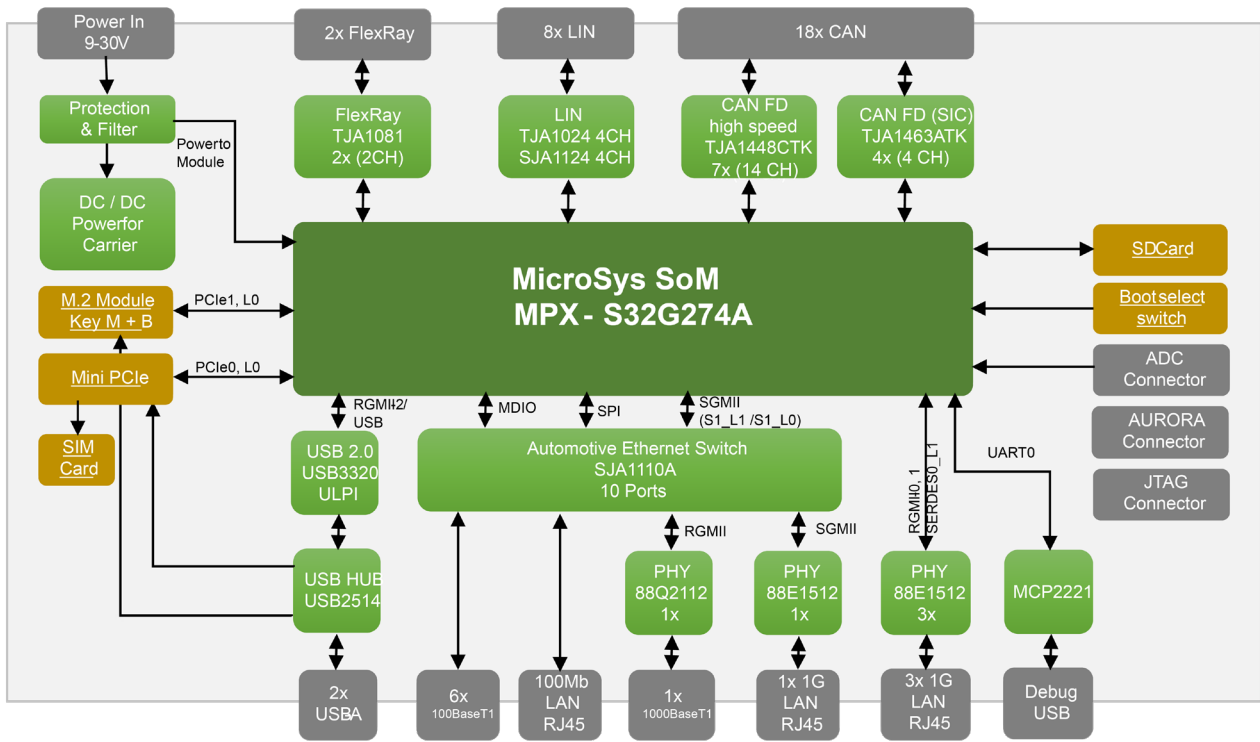 Power In
9-30V
2x FlexRay
8x LIN
18x CAN
Protection
& Filter
FlexRay
TJA1081
2x (2CH)
LIN
TJA1024 4CH
SJA1124 4CH
CAN FD
high speed
TJA1448CTK
7x (14 CH)
CAN FD (SIC)
TJA1463ATK
4x (4 CH)
Powerto
Module
DC / DC
Powerfor
Carrier
MicroSys SoM
MPX - S32G274A
SDCard
M.2 Module
Key M + B
PCIe1, L0
Bootselect
switch
Mini PCIe
PCIe0, L0
ADC
Connector
SIM
Card
RGMII-2/
USB
MDIO
SPI
SGMII
(S1_L1 /S1_L0)
AURORA
Connector
USB 2.0
USB3320
ULPI
Automotive Ethernet Switch
SJA1110A
10 Ports
RGMII-0, 1
SERDES0_L1
UART0
JTAG
Connector
RGMII
SGMII
USB HUB
USB2514
PHY
88Q2112
1x
PHY
88E1512
1x
PHY
88E1512
3x
MCP2221
2x
USB-A
6x
100BaseT1
100Mb
LAN
RJ45
1x
1000BaseT1
1x 1G
LAN
RJ45
3x 1G
LAN
RJ45
Debug
USB